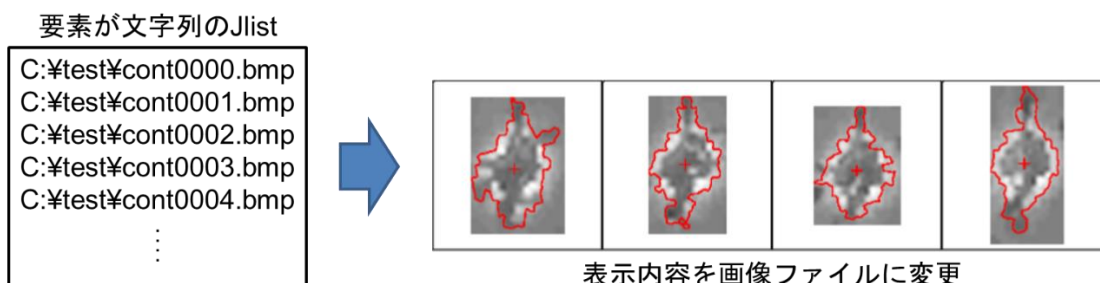 要素が文字列のJlist
C:¥test¥cont0000.bmp
C:¥test¥cont0001.bmp
C:¥test¥cont0002.bmp
C:¥test¥cont0003.bmp
C:¥test¥cont0004.bmp
⋮
表示内容を画像ファイルに変更